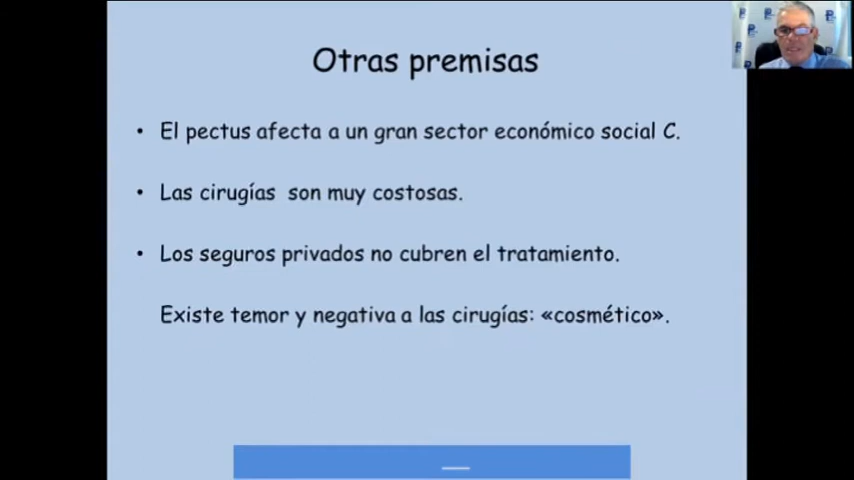 Otras premisas
• El pectus afecta a un gran sector económico social C.
• Las cirugías son muy costosas.
• Los seguros privados no cubren el tratamiento.
Existe temor y negativa a las cirugías: «cosmético».